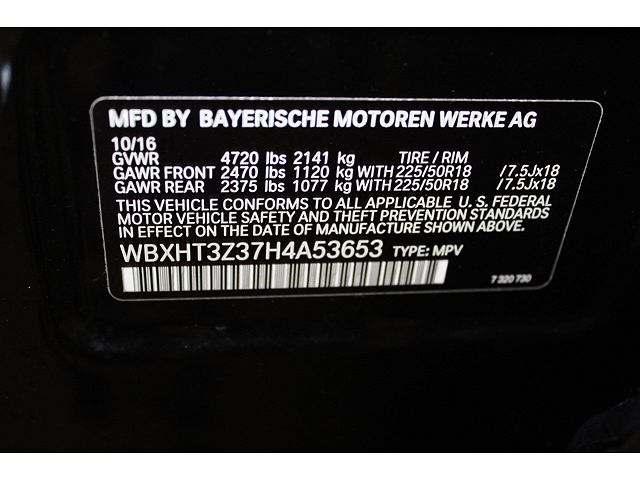 MFD BY BAYERISCHE MOTOREN WERKE AG
10/16
GVWR 4720 lbs 2141 kg TIRE / RIM
GAWR FRONT 2470 lbs 1120 kg WITH 225/50R18 /7.5Jx18
GAWR REAR 2375 lbs 1077 kg WITH 225/50R18 /7.5Jx18
THIS VEHICLE CONFORMS TO ALL APPLICABLE U. S. FEDERAL
MOTOR VEHICLE SAFETY AND THEFT PREVENTION STANDARDS
IN EFFECT ON THE DATE OF MANUFACTURE SHOWN ABOVE.
WBXHT3Z37H4A53653 TYPE: MPV
7 320 730